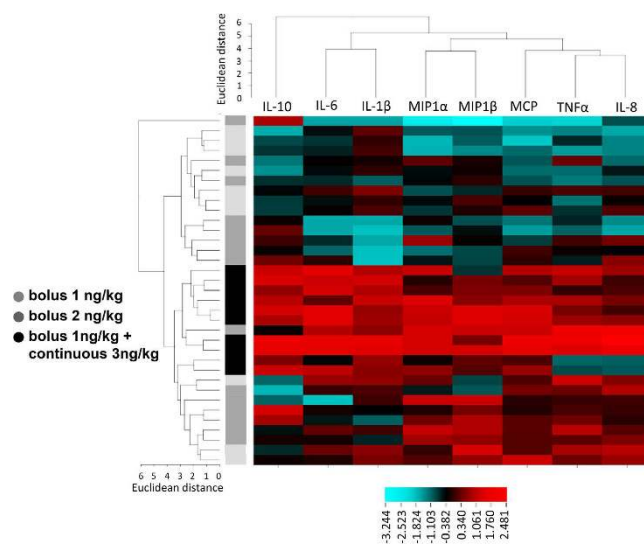 Euclidean distance
6
5
4
3
2
1
0
IL-10 IL-6 IL-1β MIP1α MIP1β MCP TNFα IL-8
bolus 1 ng/kg
bolus 2 ng/kg
bolus 1ng/kg +
continuous 3ng/kg
6 5 4 3 2 1 0
Euclidean distance
-3.244
-2.523
-1.824
-1.103
-0.382
0.340
1.061
1.760
2.481